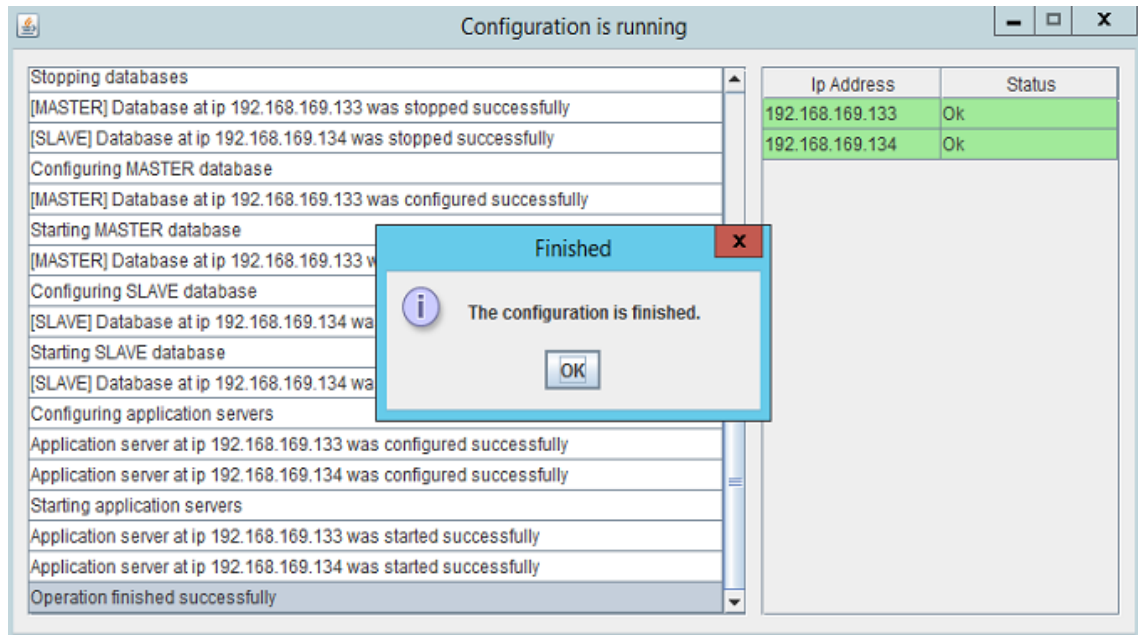 Configuration is running
Stopping databases
[MASTER] Database at ip 192.168.169.133 was stopped successfully
[SLAVE] Database at ip 192.168.169.134 was stopped successfully
Configuring MASTER database
[MASTER] Database at ip 192.168.169.133 was configured successfully
Starting MASTER database
[MASTER] Database at ip 192.168.169.133
Configuring SLAVE database
[SLAVE] Database at ip 192.168.169.134 wa
Starting SLAVE database
[SLAVE] Database at ip 192.168.169.134 wa
Configuring application servers
Application server at ip 192.168.169.133 was configured successfully
Application server at ip 192.168.169.134 was configured successfully
Starting application servers
Application server at ip 192.168.169.133 was started successfully
Application server at ip 192.168.169.134 was started successfully
Operation finished successfully
Ip Address Status
192.168.169.133 Ok
192.168.169.134 Ok
Finished
The configuration is finished.
OK